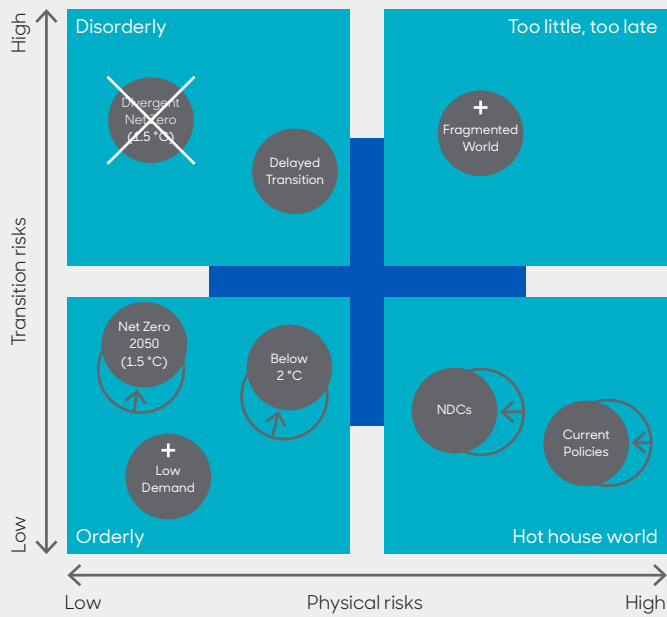 High
Transition risks
Low
Disorderly
Divergent
Net Zero
(1.5 °C)
Delayed
Transition
Too little, too late
+
Fragmented
World
Net Zero
2050
(1.5 °C)
Below
2 °C
+
Low
Demand
Orderly
NDCs
Current
Policies
Hot house world
Low
Physical risks
High